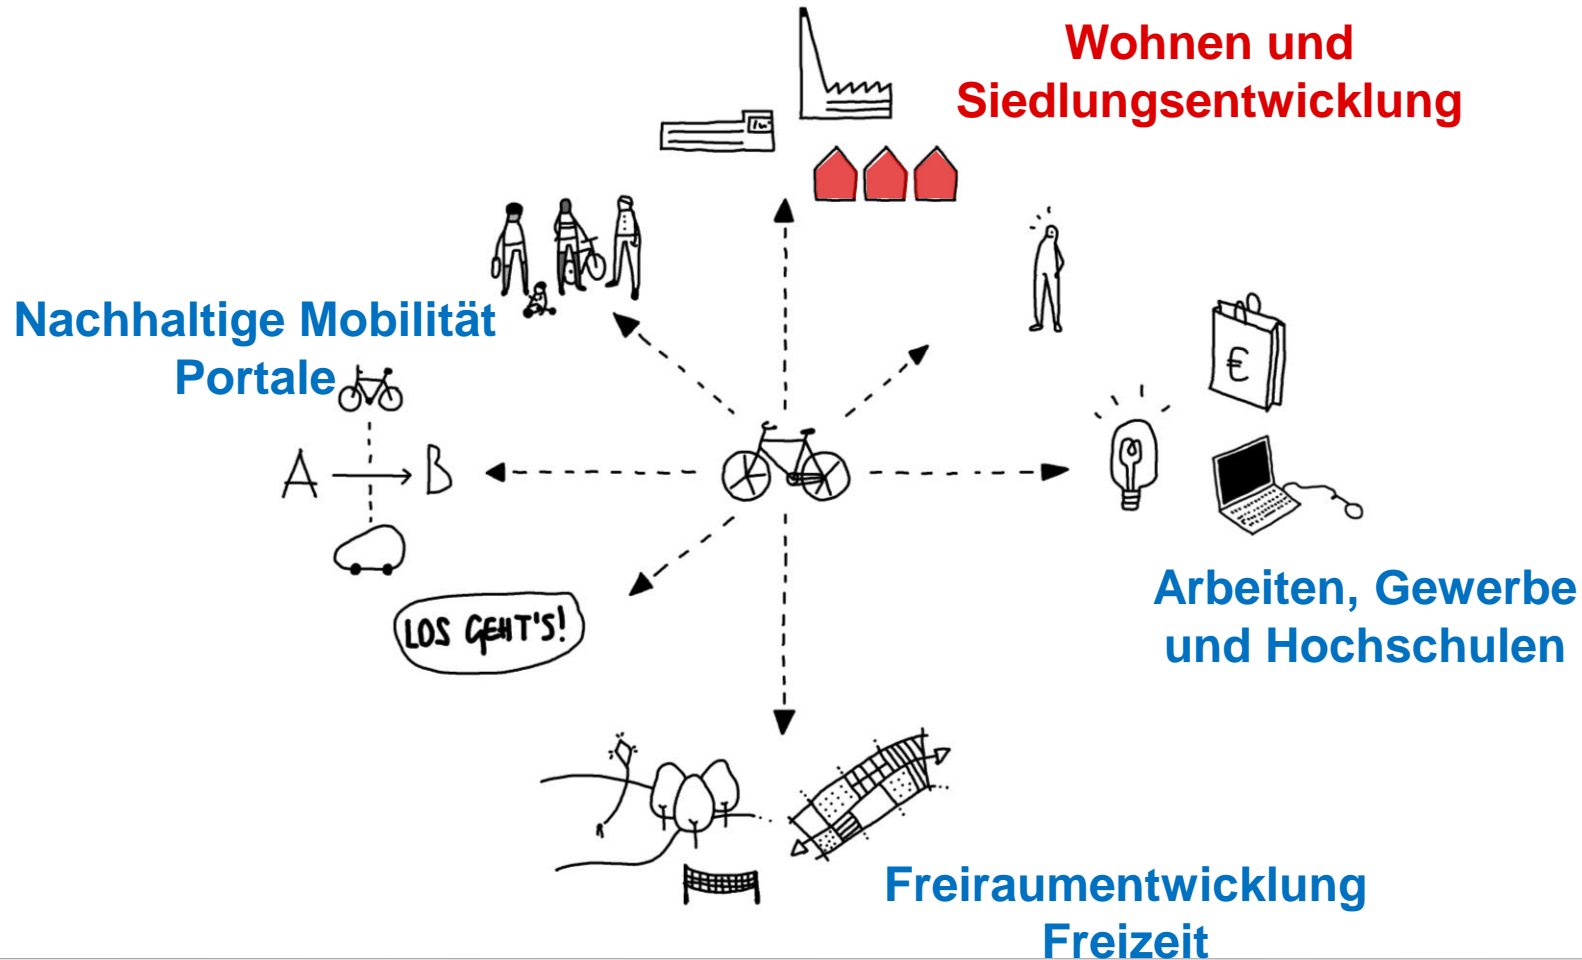 Wohnen und
Siedlungsentwicklung
Nachhaltige Mobilität
Portale
€
A B
LOS GEHT'S!
Arbeiten, Gewerbe
und Hochschulen
Freiraumentwicklung
Freizeit